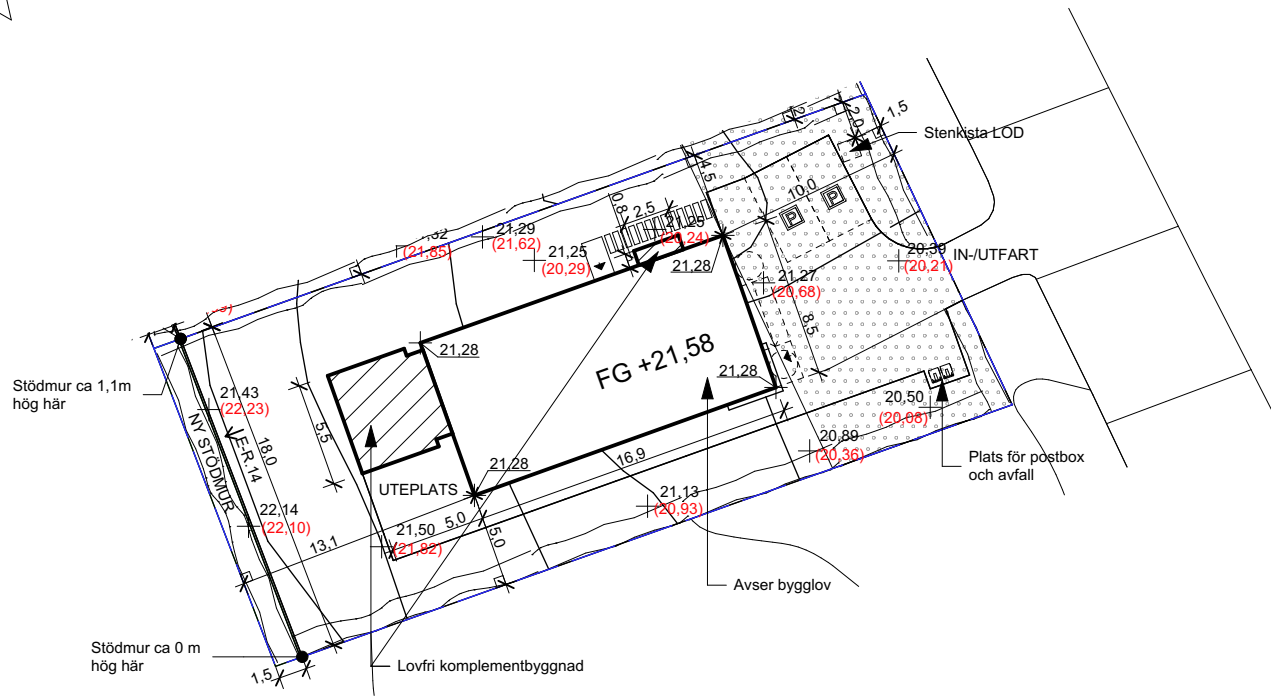 2,0
1,5
Stenkista LOD
4,5
10,0
P
P
0,8
2,5
21,29
(21,62)
(21,85)
21,25
(20,24)
21,25
(20,29)
21,28
20,39
(20,21)
IN-/UTFART
21,27
(20,68)
8,5
21,28
FG +21,58
21,28
Stödmur ca 1,1m
hög här
21,43
(22,23)
NY STÖDMUR
18,0
5,5
20,50
(20,08)
20,89
(20,36)
Plats för postbox
och avfall
16,9
21,28
UTEPLATS
22,14
(22,10)
21,13
(20,93)
13,1
21,50
(21,82)
5,0
5,0
Avser bygglov
Stödmur ca 0 m
hög här
1,5
Lovfri komplementbyggnad